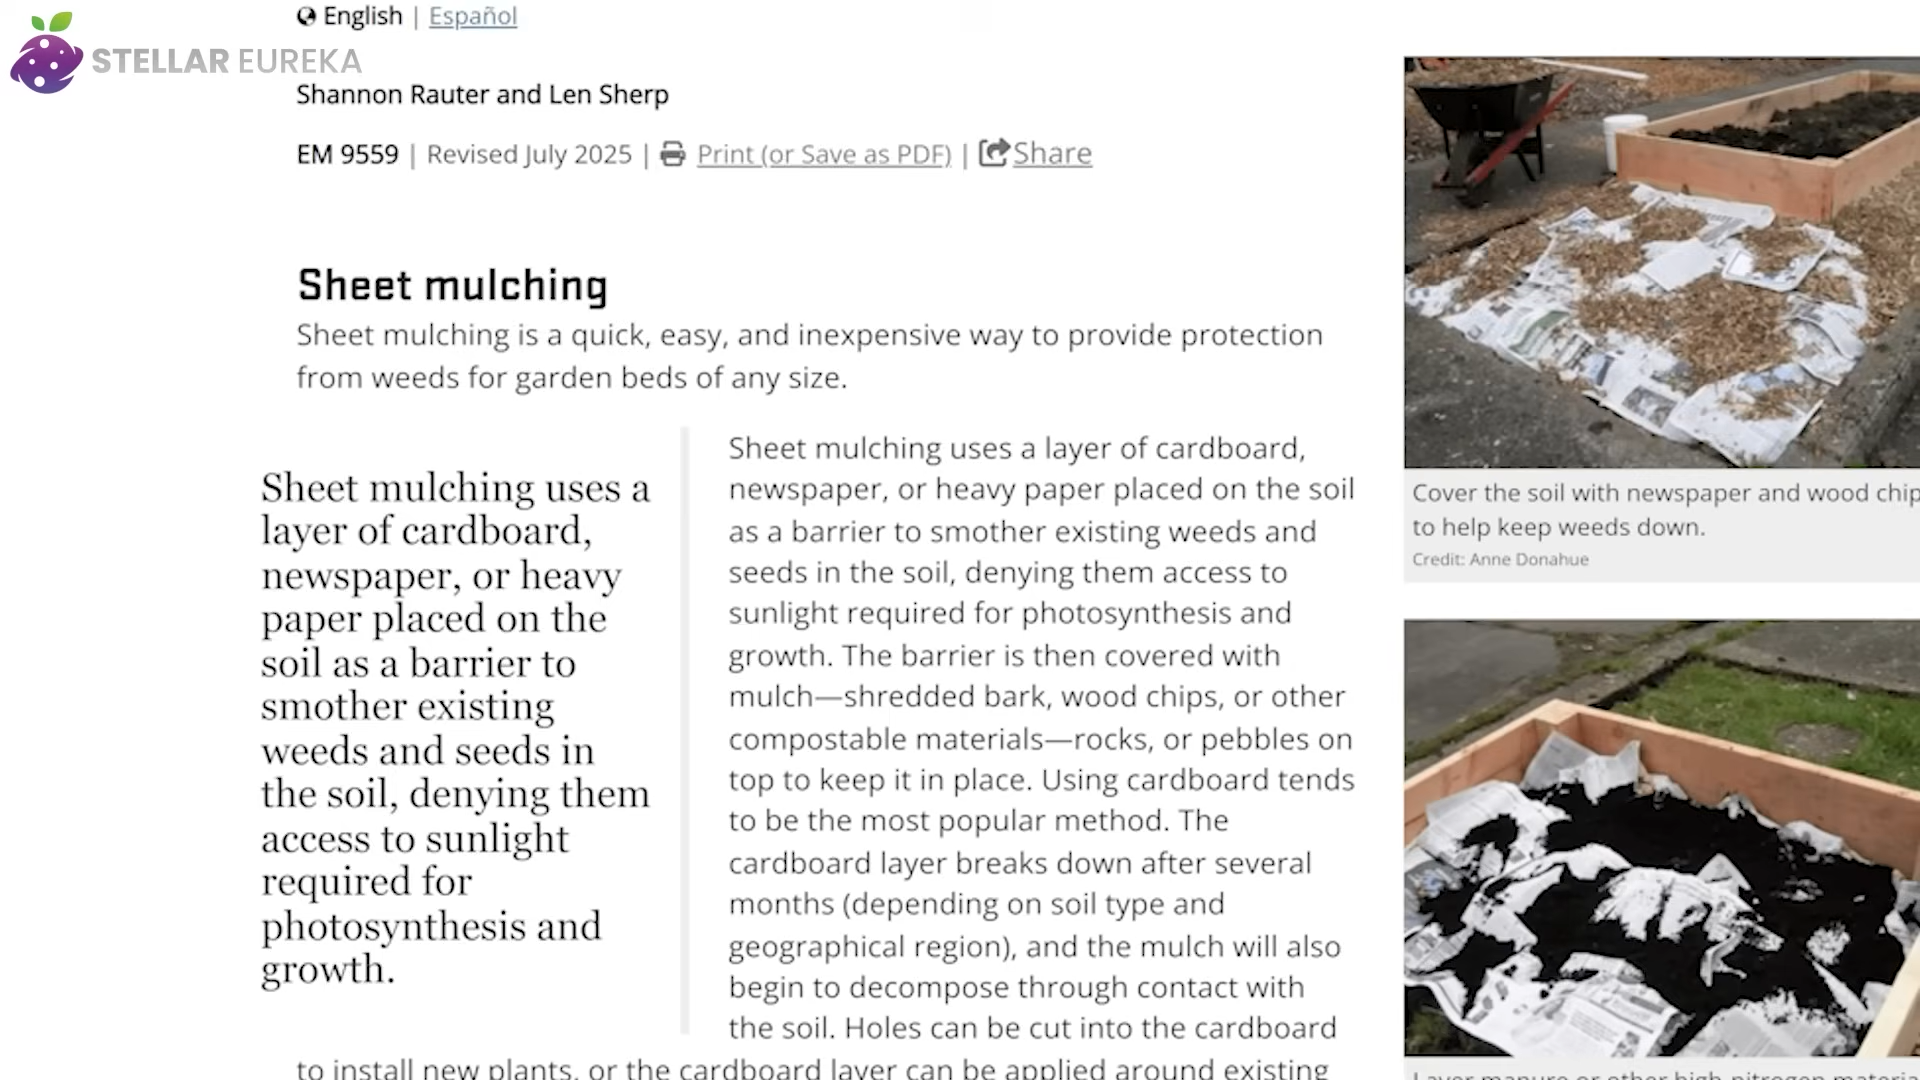 English | Español
STELLAR EUREKA
Shannon Rauter and Len Sherp
EM 9559 | Revised July 2025 | Print (or Save as PDF) | Share
Sheet mulching
Sheet mulching is a quick, easy, and inexpensive way to provide protection
from weeds for garden beds of any size.
Sheet mulching uses a
layer of cardboard,
newspaper, or heavy
paper placed on the
soil as a barrier to
smother existing
weeds and seeds in
the soil, denying them
access to sunlight
required for
photosynthesis and
growth.
Sheet mulching uses a layer of cardboard,
newspaper, or heavy paper placed on the soil
as a barrier to smother existing weeds and
seeds in the soil, denying them access to
sunlight required for photosynthesis and
growth. The barrier is then covered with
mulch—shredded bark, wood chips, or other
compostable materials—rocks, or pebbles on
top to keep it in place. Using cardboard tends
to be the most popular method. The
cardboard layer breaks down after several
months (depending on soil type and
geographical region), and the mulch will also
begin to decompose through contact with
the soil. Holes can be cut into the cardboard
to install new plants, or the cardboard layer can be applied around existing
Cover the soil with newspaper and wood chip
to help keep weeds down.
Credit: Anne Donahue
Layer manure or other high-nitrogen materia